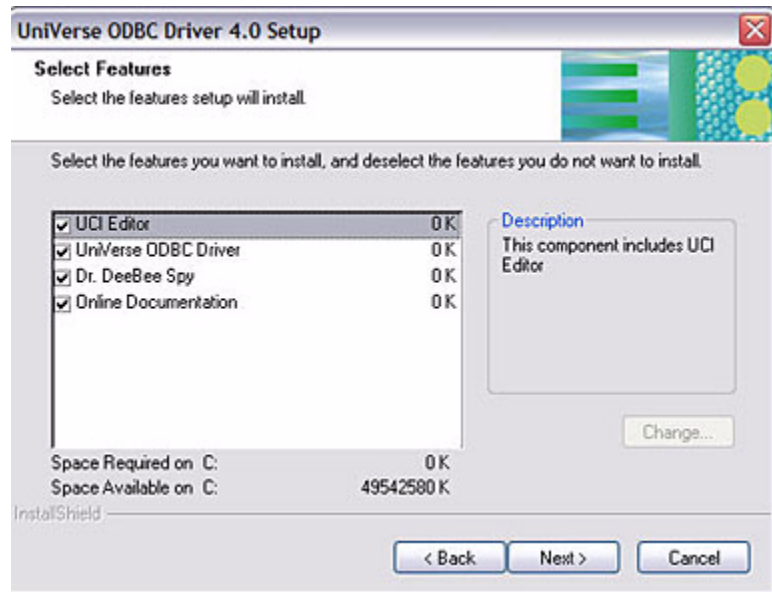 UniVerse ODBC Driver 4.0 Setup
Select Features
Select the features setup will install.
Select the features you want to install, and deselect the features you do not want to install.
UCI Editor 0 K
UniVerse ODBC Driver 0 K
Dr. DeeBee Spy 0 K
Online Documentation 0 K
Description
This component includes UCI
Editor
Change...
Space Required on C: 0 K
Space Available on C: 49542580 K
InstallShield
< Back
Next >
Cancel